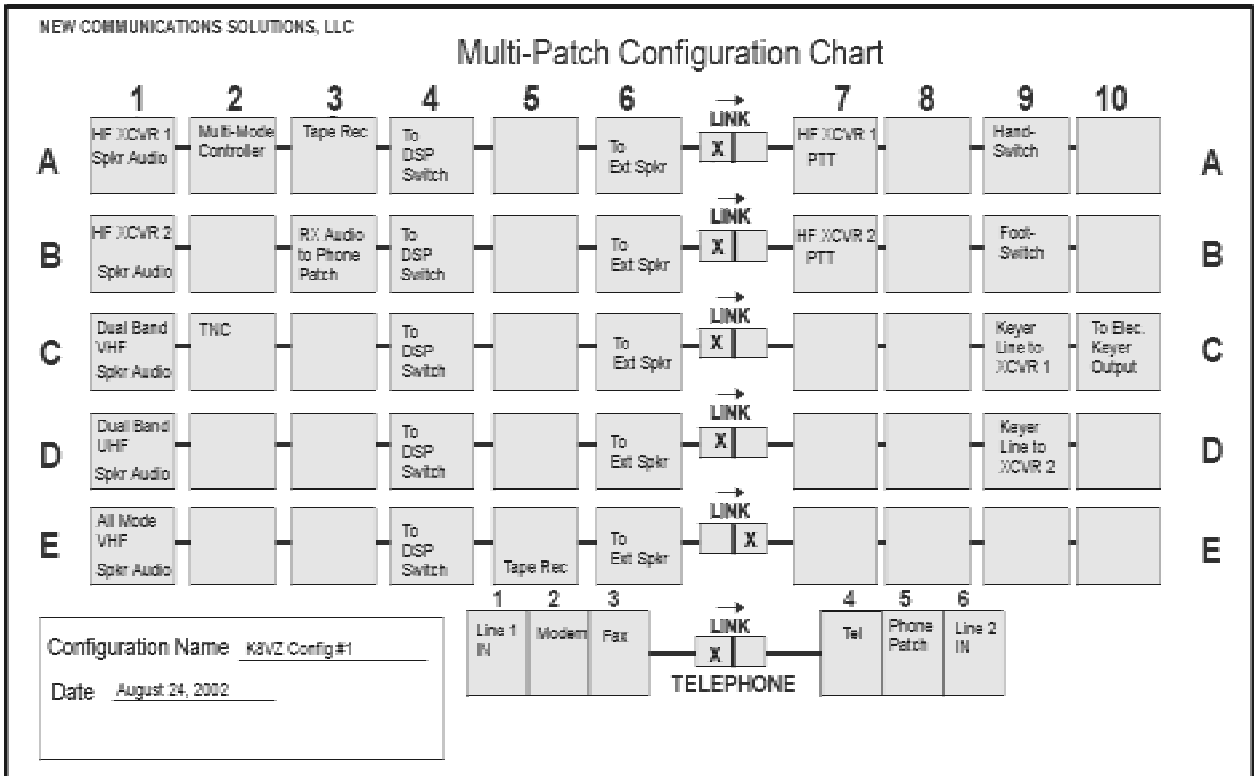 NEW COMMUNICATIONS SOLUTIONS, LLC
Multi-Patch Configuration Chart
1 2 3 4 5 6 7 8 9 10
A
HF XCVR 1
Spkr Audio
Multi-Mode
Controller
Tape Rec
To
DSP
Switch
To
Ext Spkr
LINK
X
HF XCVR 1
PTT
Hand-
Switch
A
B
HF XCVR 2
Spkr Audio
RX Audio
to Phone
Patch
To
DSP
Switch
To
Ext Spkr
LINK
X
HF XCVR 2
PTT
Foot-
Switch
B
C
Dual Band
VHF
Spkr Audio
TNC
To
DSP
Switch
To
Ext Spkr
LINK
X
Keyer
Line to
XCVR 1
To Elec.
Keyer
Output
C
D
Dual Band
UHF
Spkr Audio
To
DSP
Switch
To
Ext Spkr
LINK
X
Keyer
Line to
XCVR 2
D
E
All Mode
VHF
Spkr Audio
To
DSP
Switch
Tape Rec
To
Ext Spkr
LINK
X
E
1 2 3 4 5 6
Line 1
IN
Modem
Fax
LINK
X
TELEPHONE
Tel
Phone
Patch
Line 2
IN
Configuration Name K8VZ Config#1
Date August 24, 2002